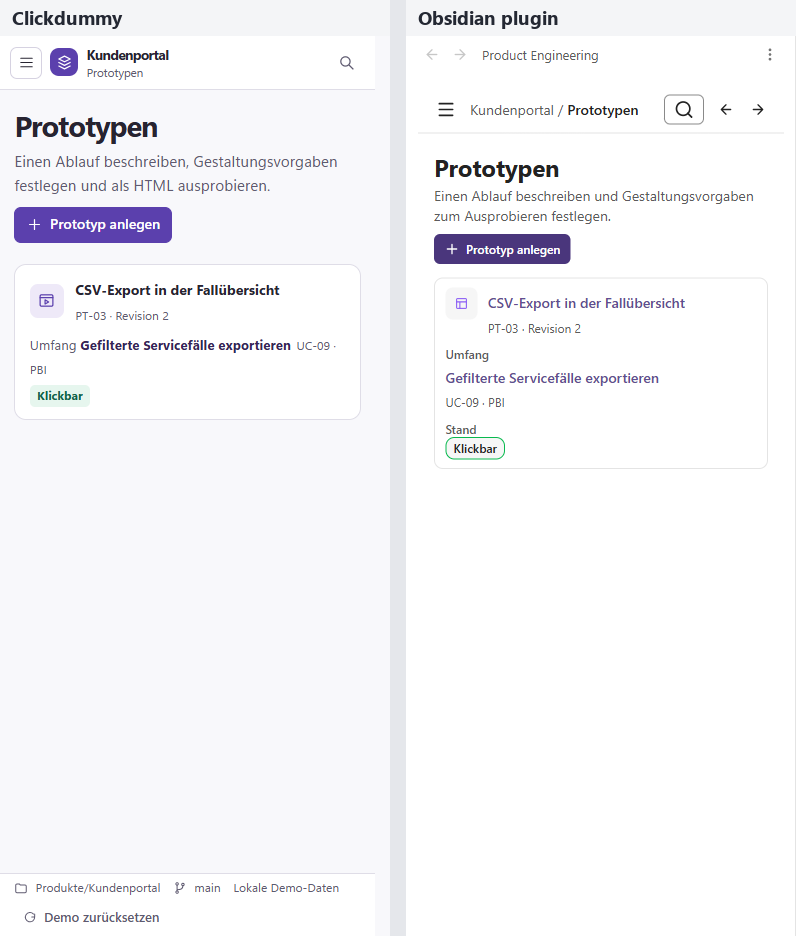 Clickdummy
Kundenportal
Prototypen
Prototypen
Einen Ablauf beschreiben, Gestaltungsvorgaben
festlegen und als HTML ausprobieren.
Prototyp anlegen
CSV-Export in der Fallübersicht
PT-03 · Revision 2
Umfang Gefilterte Servicefälle exportieren UC-09 ·
PBI
Klickbar
Produkte/Kundenportal main Lokale Demo-Daten
Demo zurücksetzen
Obsidian plugin
Product Engineering
Kundenportal / Prototypen
Prototypen
Einen Ablauf beschreiben und Gestaltungsvorgaben
zum Ausprobieren festlegen.
Prototyp anlegen
CSV-Export in der Fallübersicht
PT-03 · Revision 2
Umfang
Gefilterte Servicefälle exportieren
UC-09 · PBI
Stand
Klickbar